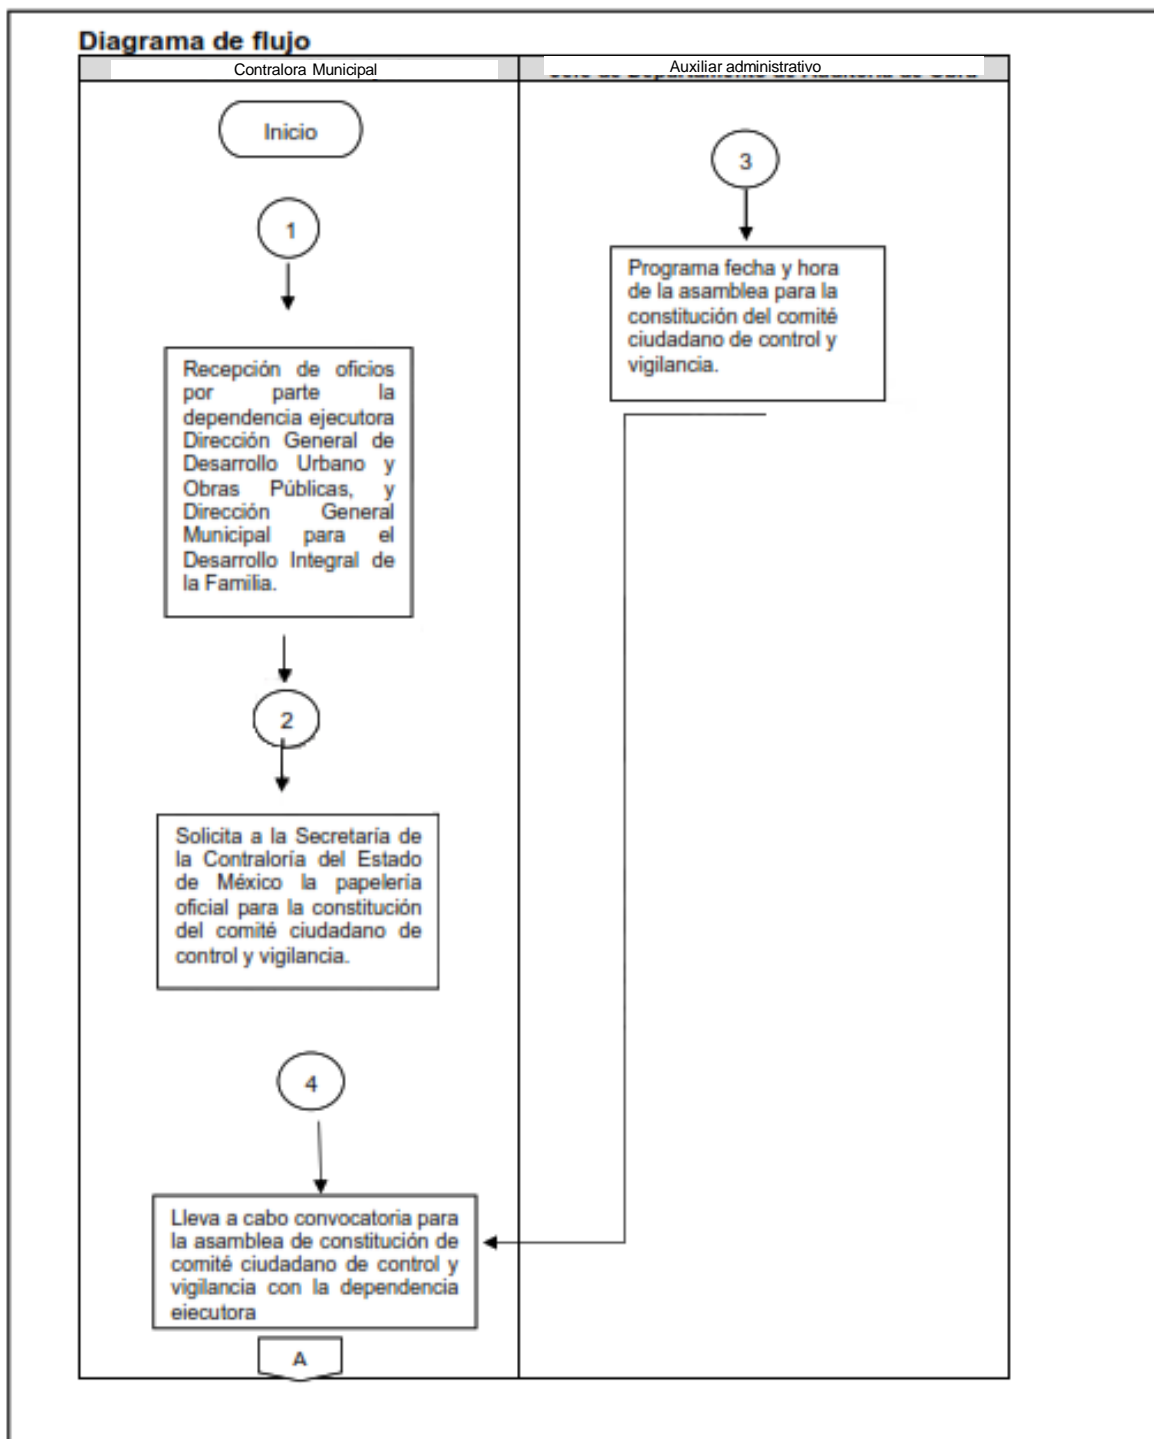 Diagrama de flujo
Contralora Municipal
Auxiliar administrativo
Inicio
1
Recepción de oficios
por parte la
dependencia ejecutora
Dirección General de
Desarrollo Urbano y
Obras Públicas, y
Dirección General
Municipal para el
Desarrollo Integral de
la Familia.
2
Solicita a la Secretaría de
la Contraloría del Estado
de México la papelería
oficial para la constitución
del comité ciudadano de
control y vigilancia.
4
Lleva a cabo convocatoria para
la asamblea de constitución de
comité ciudadano de control y
vigilancia con la dependencia
ejecutora
A
3
Programa fecha y hora
de la asamblea para la
constitución del comité
ciudadano de control y
vigilancia.